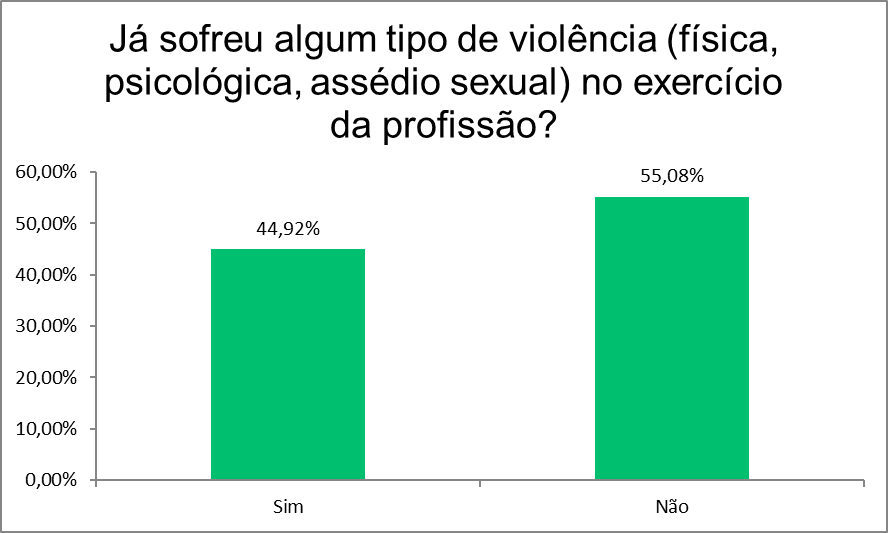 Já sofreu algum tipo de violência (física,
psicológica, assédio sexual) no exercício
da profissão?
60,00%
50,00%
40,00%
30,00%
20,00%
10,00%
0,00%
44,92%
55,08%
Sim
Não